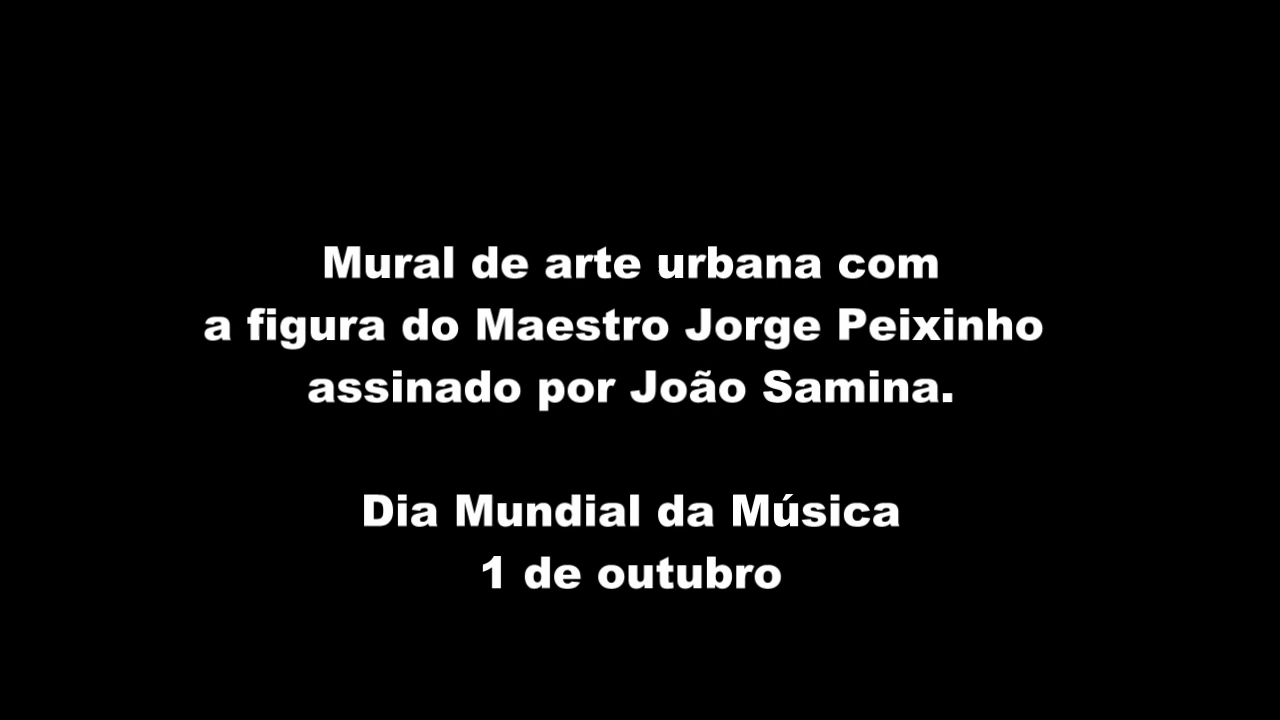 Mural de arte urbana com
a figura do Maestro Jorge Peixinho
assinado por João Samina.
Dia Mundial da Música
1 de outubro